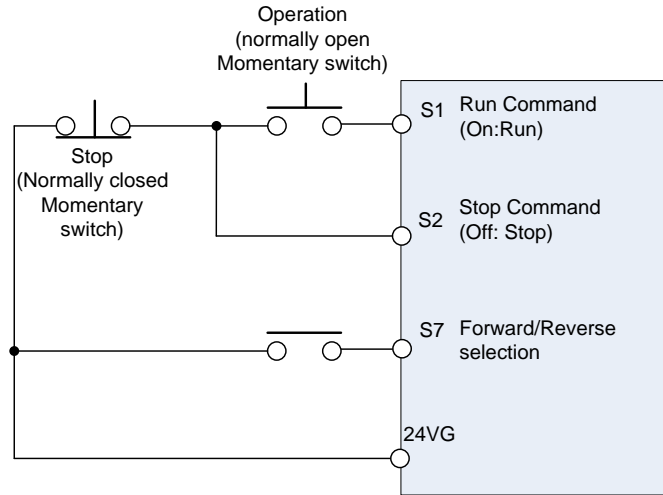 Operation
(normally open
Momentary switch)
Stop
(Normally closed
Momentary
switch)
S1 Run Command
(On:Run)
S2 Stop Command
(Off: Stop)
S7 Forward/Reverse
selection
24VG